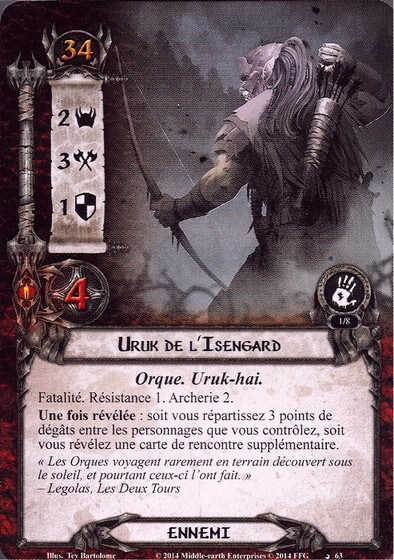 34
2
3
1
4
1/8
Uruk de l'Isengard
Orque. Uruk-hai.
Fatalité. Résistance 1. Archerie 2.
Une fois révélée : soit vous répartissez 3 points de
dégâts entre les personnages que vous contrôlez, soit
vous révélez une carte de rencontre supplémentaire.
« Les Orques voyagent rarement en terrain découvert sous
le soleil, et pourtant ceux-ci l'ont fait. »
– Legolas, Les Deux Tours
ENNEMI
Illus. Tey Bartolome © 2014 Middle-earth Enterprises © 2014 FFG 63